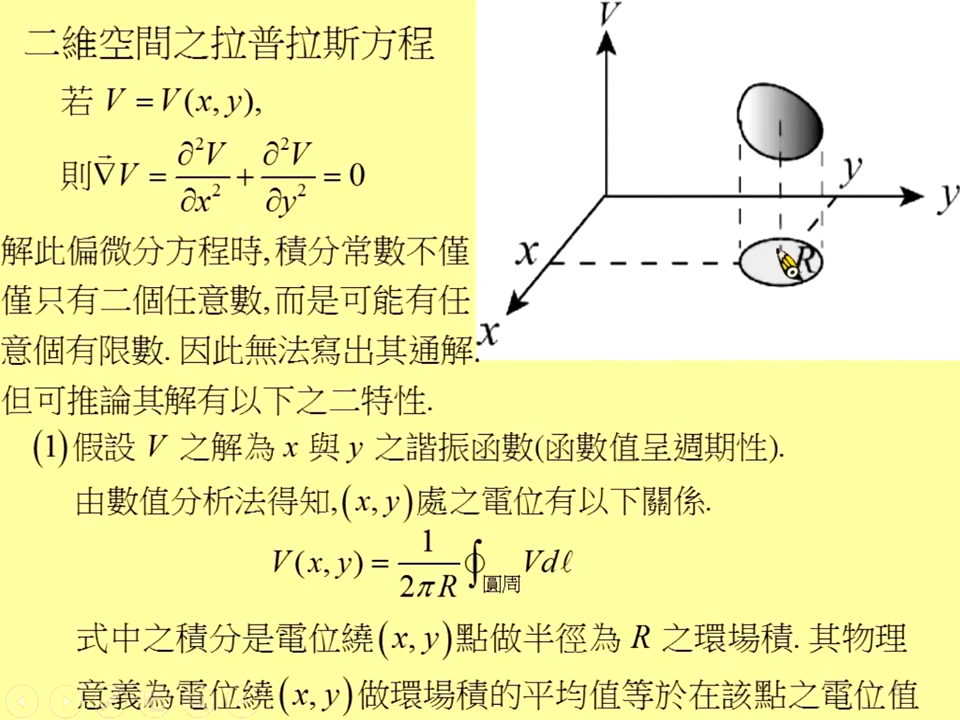 二維空間之拉普拉斯方程
若 V = V(x, y),
則∇⃗V = ∂²V/∂x² + ∂²V/∂y² = 0
解此偏微分方程時,積分常數不僅
僅只有二個任意數,而是可能有任
意個有限數. 因此無法寫出其通解.
但可推論其解有以下之二特性.
(1)假設 V 之解為 x 與 y 之諧振函數(函數值呈週期性).
由數值分析法得知,(x, y)處之電位有以下關係.
V(x, y) = 1/(2πR) ∮圓周 Vdℓ
式中之積分是電位繞(x, y)點做半徑為 R 之環場積. 其物理
意義為電位繞(x, y)做環場積的平均值等於在該點之電位值
V
y
y
x
R
x